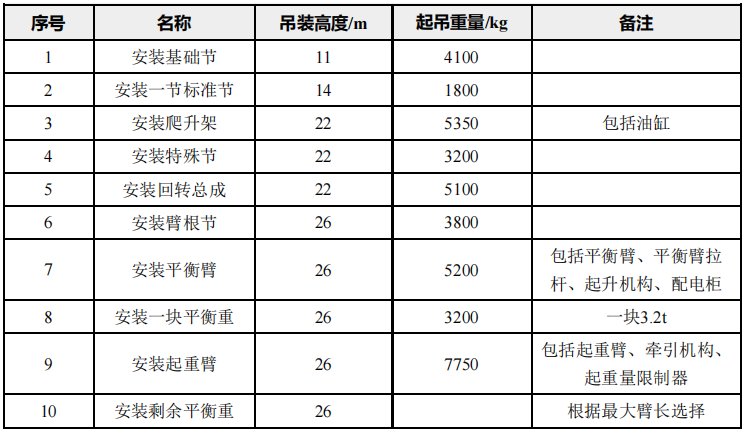 序号 名称 吊装高度/m 起吊重量/kg 备注
1 安装基础节 11 4100
2 安装一节标准节 14 1800
3 安装爬升架 22 5350 包括油缸
4 安装特殊节 22 3200
5 安装回转总成 22 5100
6 安装臂根节 26 3800
7 安装平衡臂 26 5200 包括平衡臂、平衡臂拉
杆、起升机构、配电柜
8 安装一块平衡重 26 3200 一块3.2t
9 安装起重臂 26 7750 包括起重臂、牵引机构、
起重量限制器
10 安装剩余平衡重 26 根据最大臂长选择